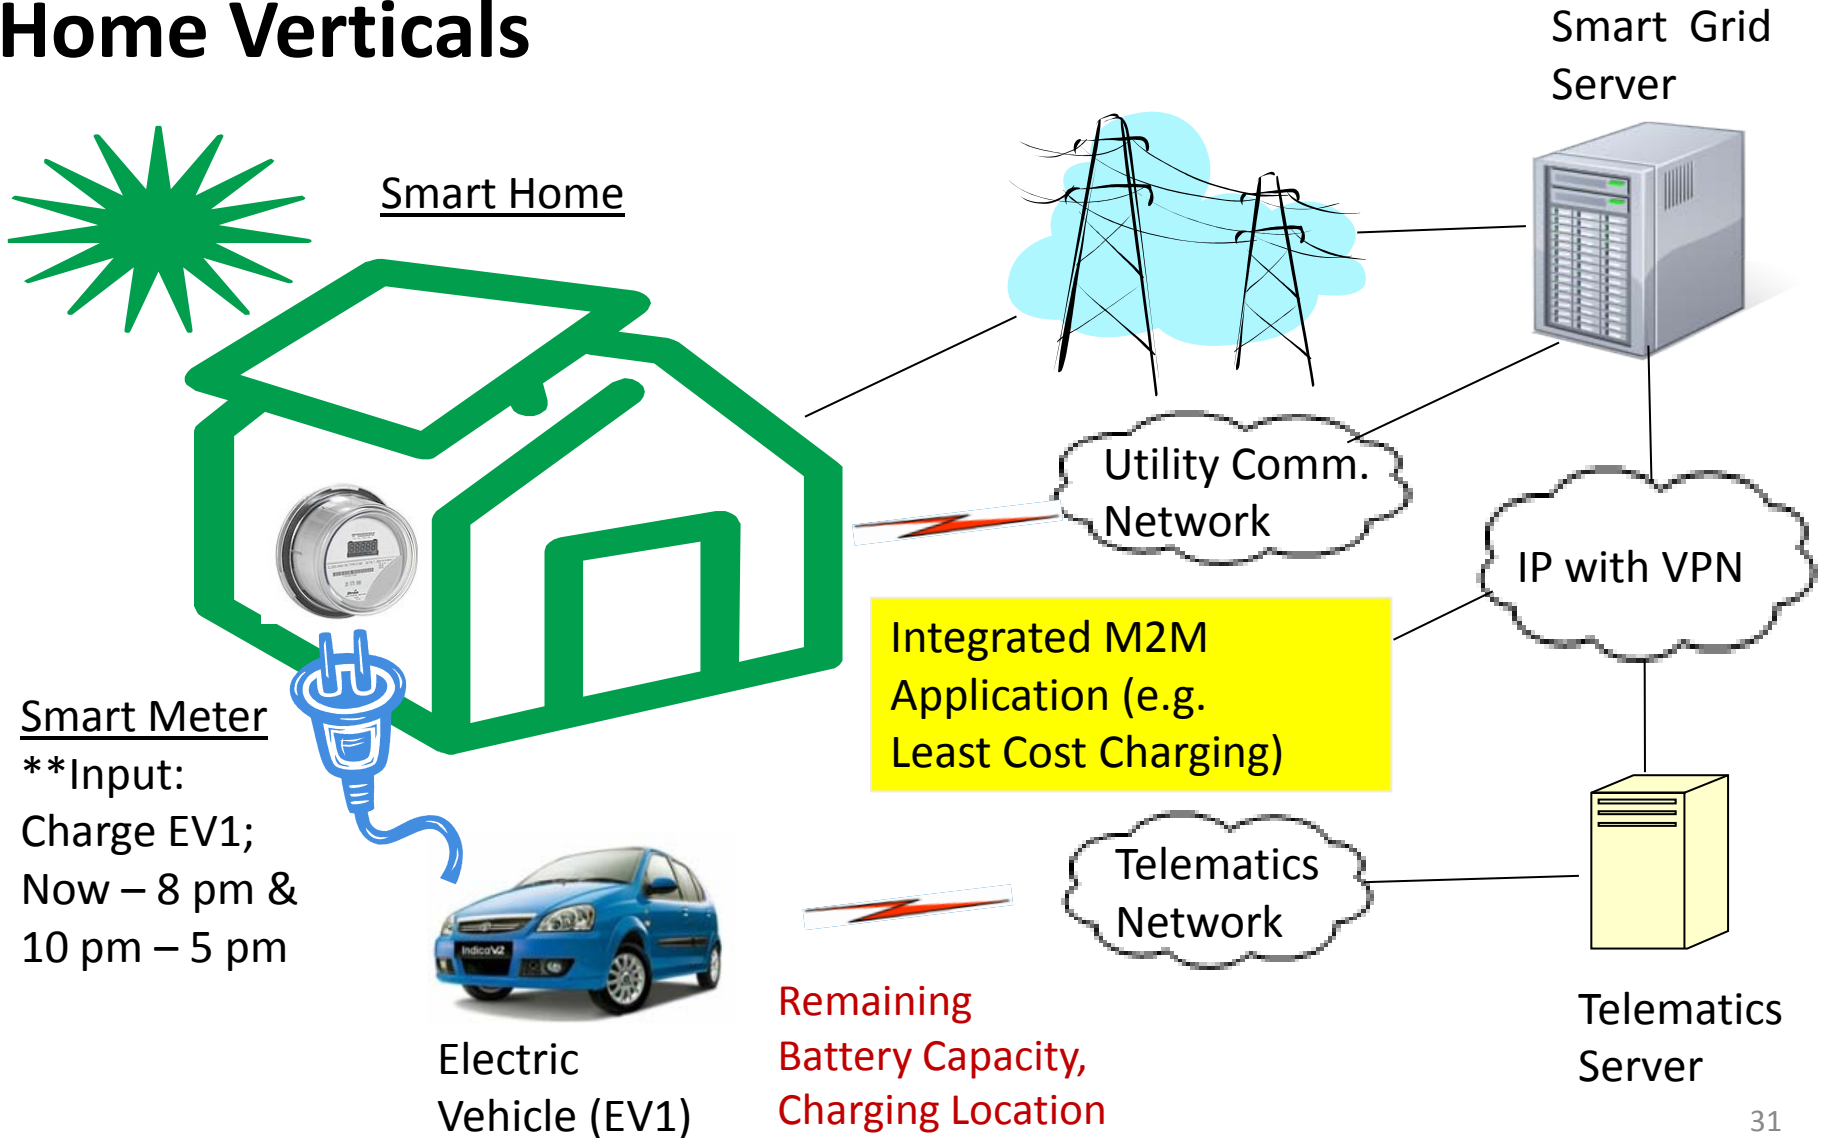 Home Verticals
Smart Grid
Server
Smart Home
Utility Comm.
Network
IP with VPN
Integrated M2M
Application (e.g.
Least Cost Charging)
Smart Meter
**Input:
Charge EV1;
Now – 8 pm &
10 pm – 5 pm
Telematics
Network
IndicaV2
Remaining
Battery Capacity,
Charging Location
Electric
Vehicle (EV1)
Telematics
Server
31